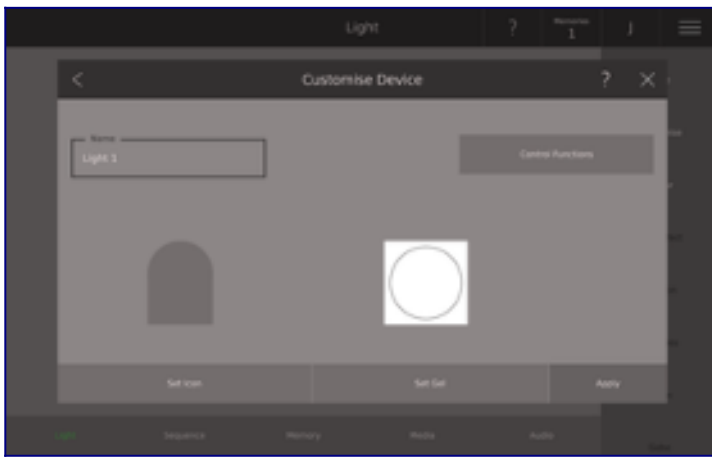 Light
?
Memories
1
J
<
Customise Device
?
Name
Light 1
Control Functions
Set Icon
Set Gel
Apply
Light
Sequence
Memory
Media
Audio